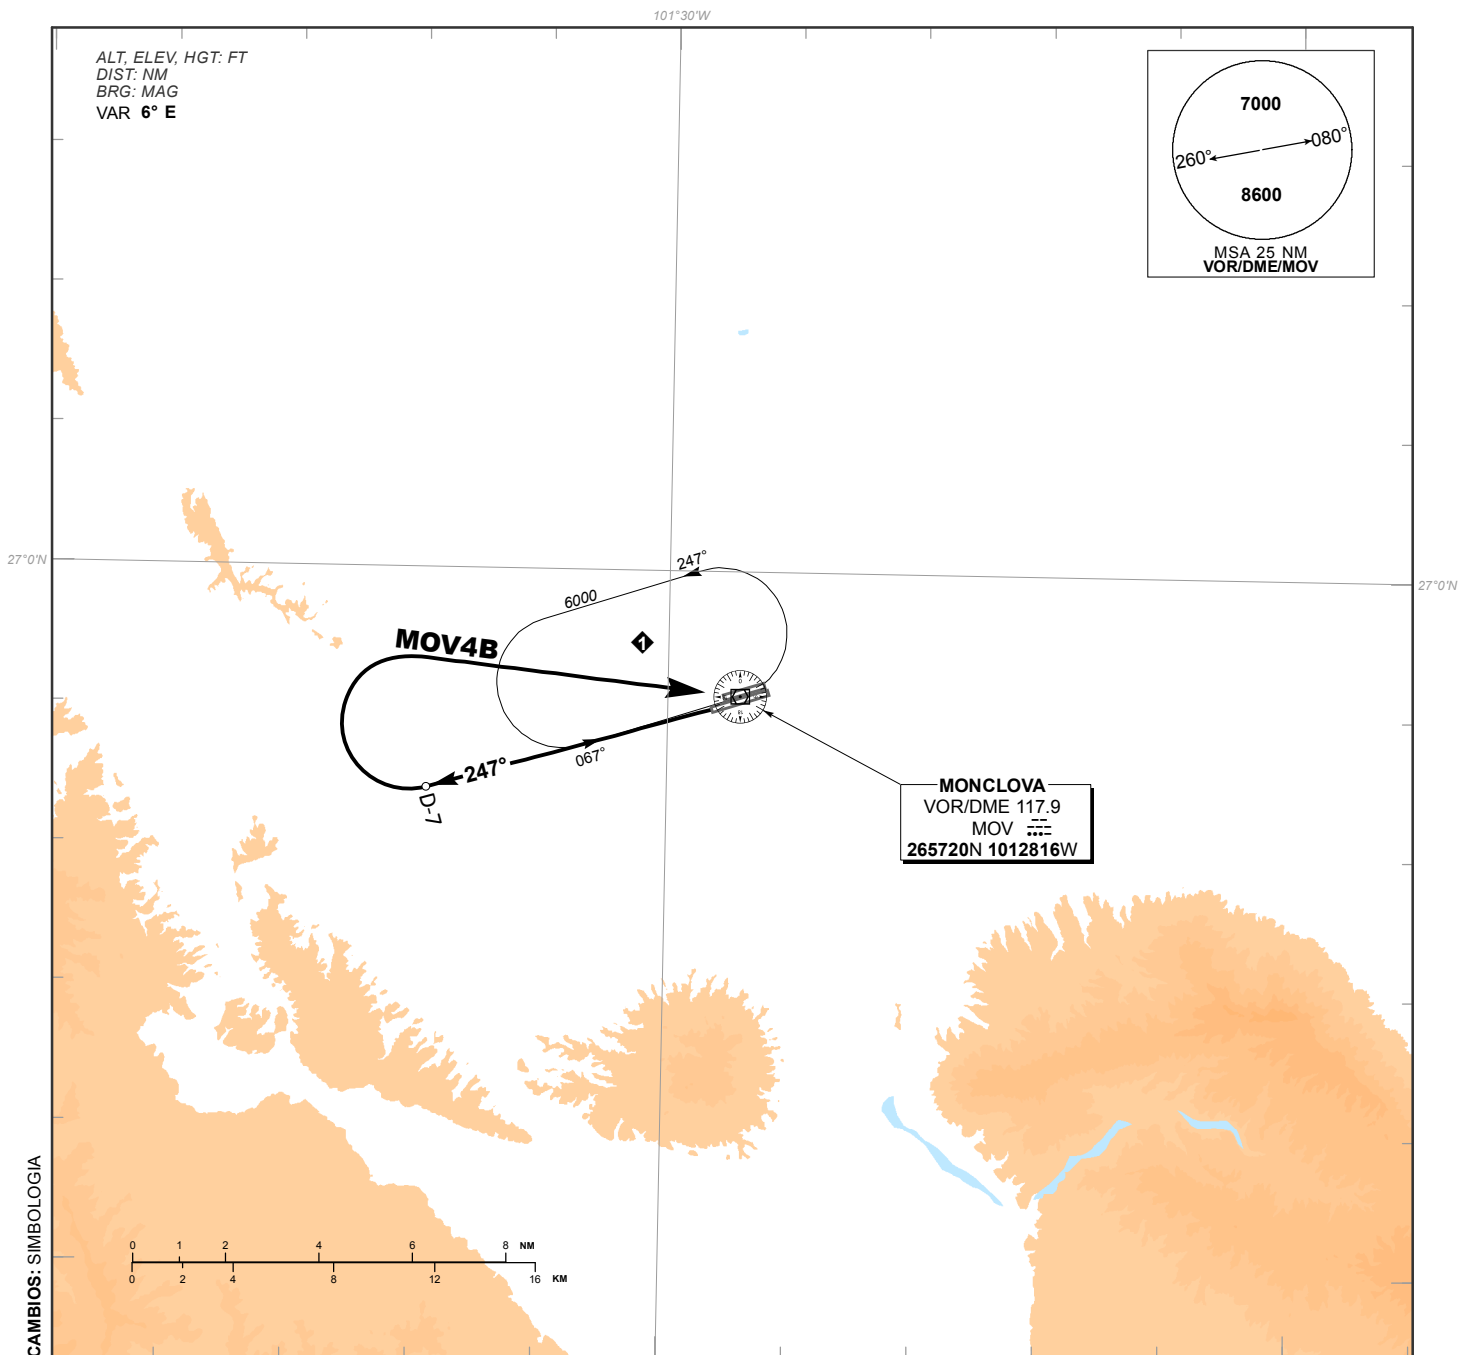 101°30'W
ALT, ELEV, HGT: FT
DIST: NM
BRG: MAG
VAR 6° E
7000
260°
080°
8600
MSA 25 NM
VOR/DME/MOV
27°0'N
27°0'N
247°
6000
1
MOV4B
067°
247°
D-7
MONCLOVA
VOR/DME 117.9
MOV
265720N 1012816W
0 1 2 4 6 8 NM
0 2 4 8 12 16 KM
CAMBIOS: SIMBOLOGIA